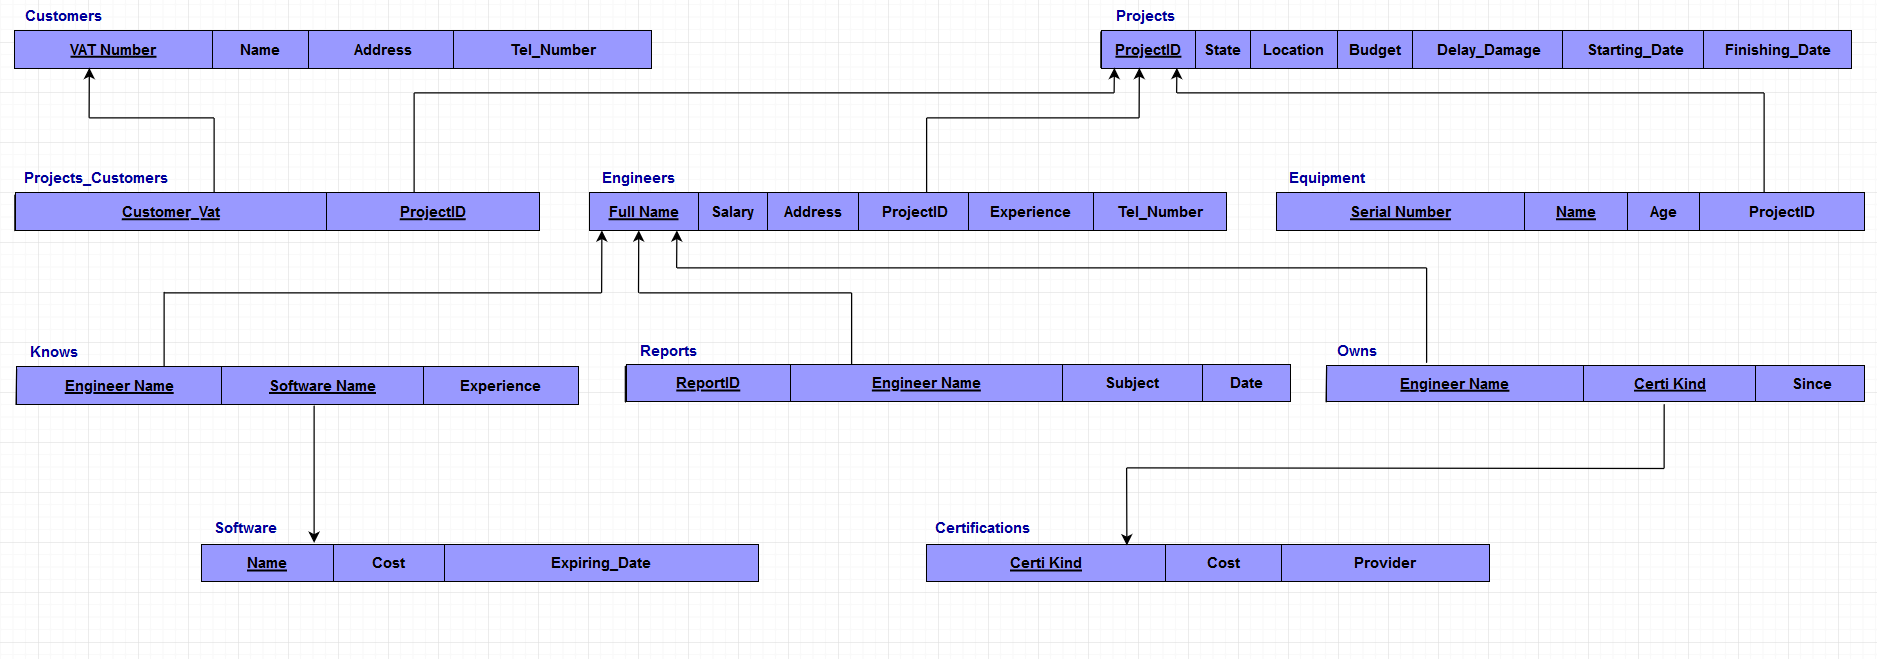 Customers
VAT Number Name Address Tel_Number
Projects
ProjectID State Location Budget Delay_Damage Starting_Date Finishing_Date
Projects_Customers
Customer_Vat ProjectID
Engineers
Full Name Salary Address ProjectID Experience Tel_Number
Equipment
Serial Number Name Age ProjectID
Knows
Engineer Name Software Name Experience
Reports
ReportID Engineer Name Subject Date
Owns
Engineer Name Certi Kind Since
Software
Name Cost Expiring_Date
Certifications
Certi Kind Cost Provider